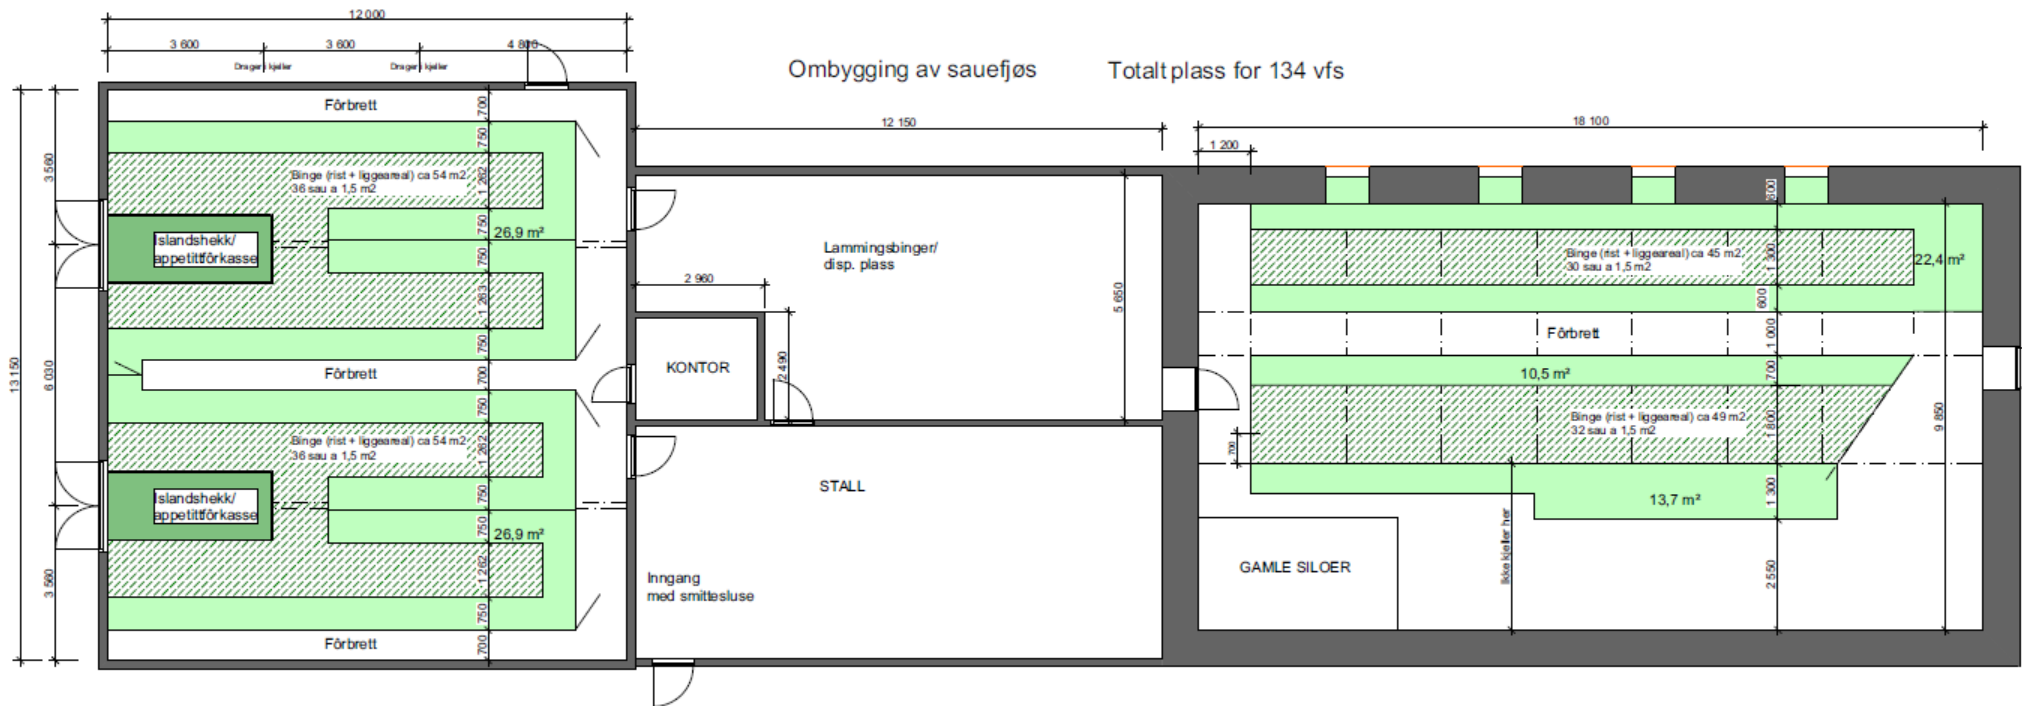 Ombygging av sauefjøs
Totalt plass for 134 vfs
12 000
3 600
3 600
4 800
Drager i kjeller
Drager i kjeller
13 150
3 560
6 030
3 560
Fôrbrett
700
750
Binge (rist + liggeareal) ca 54 m2
36 sau a 1,5 m2
1 262
750
26,9 m²
Islandshekk/
appetittfôrkasse
750
1 263
750
Fôrbrett
700
750
Binge (rist + liggeareal) ca 54 m2
36 sau a 1,5 m2
1 262
750
Islandshekk/
appetittfôrkasse
750
26,9 m²
1 262
750
Fôrbrett
700
12 150
Lammingsbinger/
disp. plass
2 960
5 650
KONTOR
2 490
STALL
Inngang
med smittesluse
18 100
1 200
Binge (rist + liggeareal) ca 45 m2
30 sau a 1,5 m2
1 300
22,4 m²
600
Fôrbrett
1 000
10,5 m²
700
Binge (rist + liggeareal) ca 49 m2
32 sau a 1,5 m2
1 800
9 850
700
13,7 m²
1 300
Ikke kjeller her
GAMLE SILOER
2 550